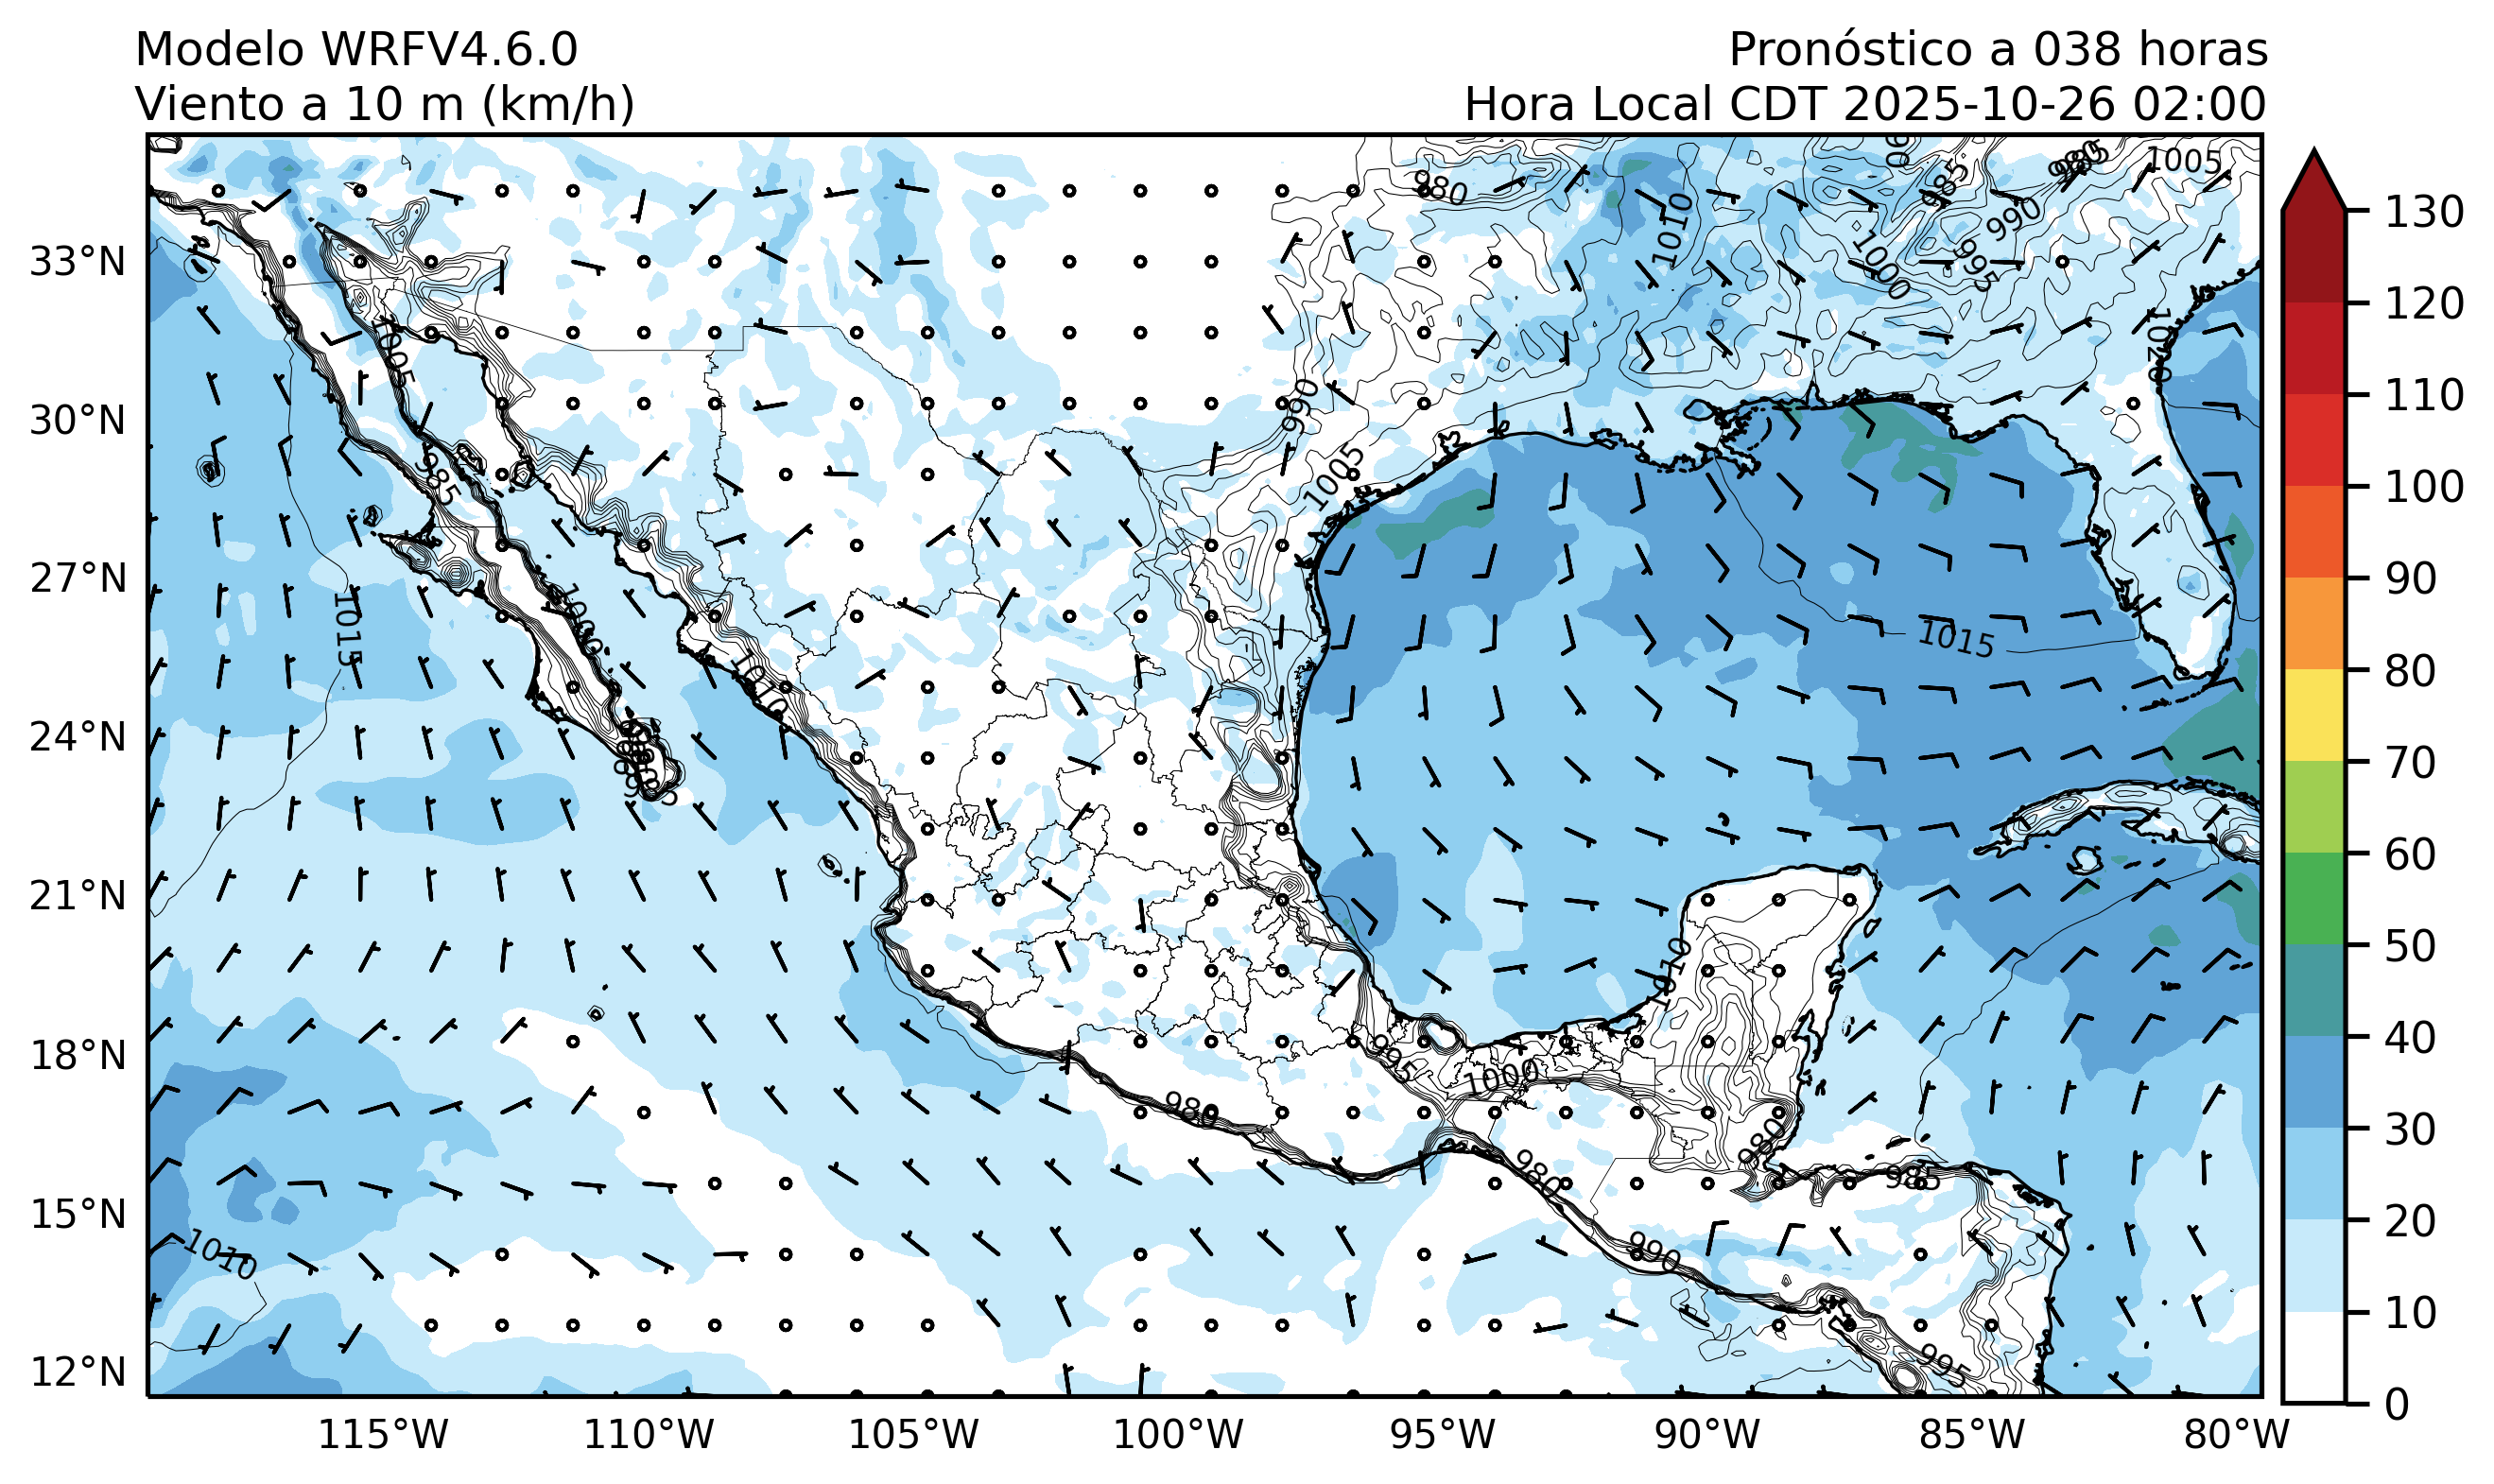 Modelo WRFV4.6.0
Pronóstico a 038 horas
Viento a 10 m (km/h)
Hora Local CDT 2025-10-26 02:00
980
985
1005
985
990
1010
1000
995
1020
1005
990
985
1005
1015
1000
1015
1010
1010
995
1000
980
980
980
985
1010
990
995
33°N
30°N
27°N
24°N
21°N
18°N
15°N
12°N
115°W
110°W
105°W
100°W
95°W
90°W
85°W
80°W
130
120
110
100
90
80
70
60
50
40
30
20
10
0